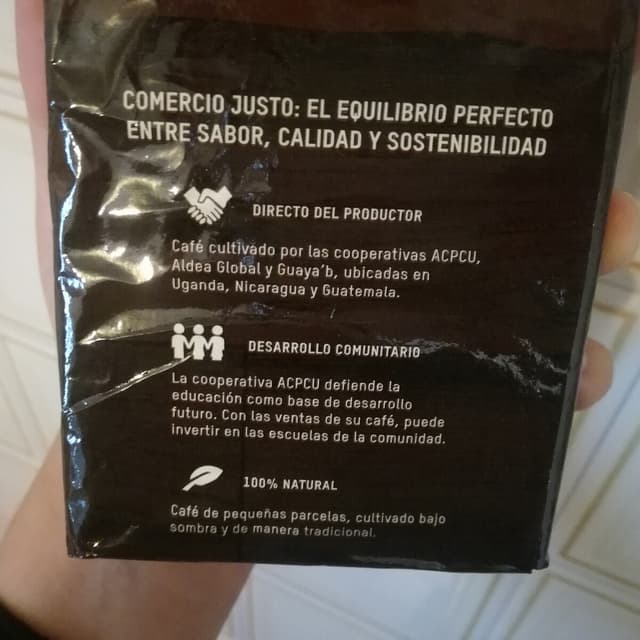 COMERCIO JUSTO: EL EQUILIBRIO PERFECTO
ENTRE SABOR, CALIDAD Y SOSTENIBILIDAD
DIRECTO DEL PRODUCTOR
Café cultivado por las cooperativas ACPCU,
Aldea Global y Guaya'b, ubicadas en
Uganda, Nicaragua y Guatemala.
DESARROLLO COMUNITARIO
La cooperativa ACPCU defiende la
educación como base de desarrollo
futuro. Con las ventas de su café, puede
invertir en las escuelas de la comunidad.
100% NATURAL
Café de pequeñas parcelas, cultivado bajo
sombra y de manera tradicional.